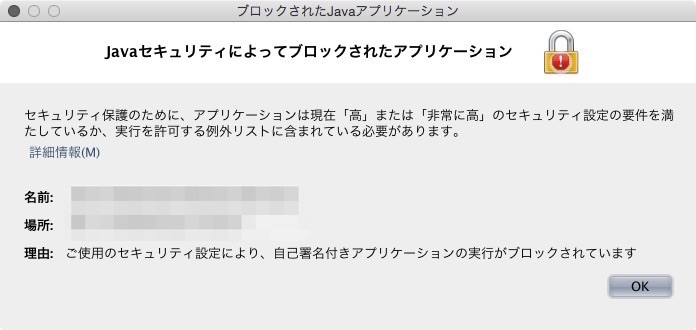 ブロックされたJavaアプリケーション
Javaセキュリティによってブロックされたアプリケーション
セキュリティ保護のために、アプリケーションは現在「高」または「非常に高」のセキュリティ設定の要件を満
たしているか、実行を許可する例外リストに含まれている必要があります。
詳細情報(M)
名前:
場所:
理由: ご使用のセキュリティ設定により、自己署名付きアプリケーションの実行がブロックされています
OK